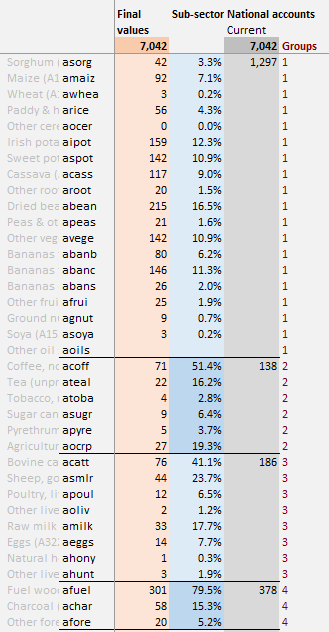 Final Sub-sector National accounts
values Current
7,042 7,042 Groups
Sorghum asorg 42 3.3% 1,297 1
Maize (A1 amaiz 92 7.1% 1
Wheat (A awhea 3 0.2% 1
Paddy & h arice 56 4.3% 1
Other cere aocer 0 0.0% 1
Irish pota aipot 159 12.3% 1
Sweet pot aspot 142 10.9% 1
Cassava ( acass 117 9.0% 1
Other roo aroot 20 1.5% 1
Dried bea abean 215 16.5% 1
Peas & ot apeas 21 1.6% 1
Other veg avege 142 10.9% 1
Bananas abanb 80 6.2% 1
Bananas abanc 146 11.3% 1
Bananas abans 26 2.0% 1
Other frui afrui 25 1.9% 1
Ground n agnut 9 0.7% 1
Soya (A15 asoya 3 0.2% 1
Other oil aoils 1
Coffee, no acoff 71 51.4% 138 2
Tea (unpr ateal 22 16.2% 2
Tobacco, atoba 4 2.8% 2
Sugar can asugr 9 6.4% 2
Pyrethrum apyre 5 3.7% 2
Agricultur aocrp 27 19.3% 2
Bovine ca acatt 76 41.1% 186 3
Sheep, go asmlr 44 23.7% 3
Poultry, li apoul 12 6.5% 3
Other live aoliv 2 1.2% 3
Raw milk amilk 33 17.7% 3
Eggs (A32 aeggs 14 7.7% 3
Natural h ahony 1 0.3% 3
Other live ahunt 3 1.9% 3
Fuel wood afuel 301 79.5% 378 4
Charcoal achar 58 15.3% 4
Other fore afore 20 5.2% 4